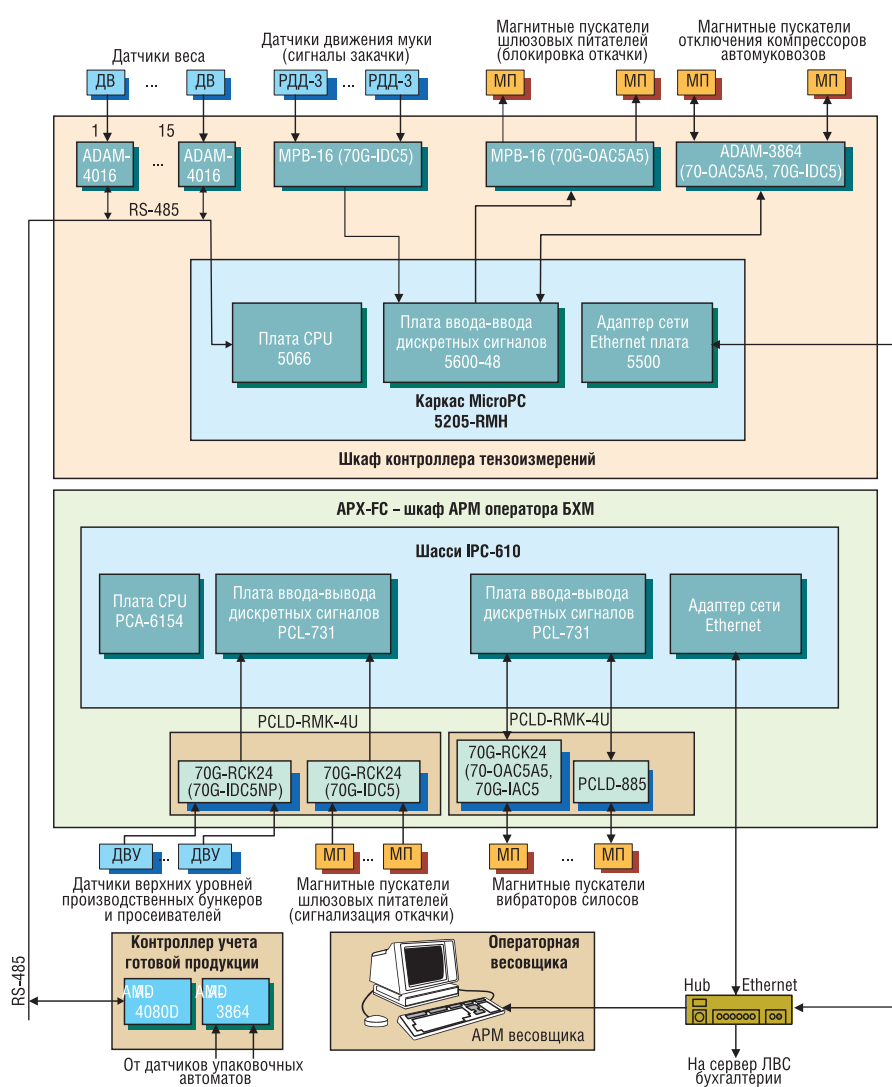 Датчики веса
Датчики движения муки
(сигналы закачки)
Магнитные пускатели
шлюзовых питателей
(блокировка откачки)
Магнитные пускатели
отключения компрессоров
автомуковозов
ДВ
...
ДВ
РДД-3
...
РДД-3
МП
...
МП
МП
МП
1
15
ADAM-
4016
...
ADAM-
4016
MPB-16 (70G-IDC5)
MPB-16 (70G-OAC5A5)
ADAM-3864
(70-OAC5A5, 70G-IDC5)
RS-485
Плата CPU
5066
Плата ввода-ввода
дискретных сигналов
5600-48
Адаптер сети
Ethernet плата
5500
Каркас MicroPC
5205-RMH
Шкаф контроллера тензоизмерений
APX-FC – шкаф АРМ оператора БХМ
Шасси IPC-610
Плата CPU
PCA-6154
Плата ввода-вывода
дискретных сигналов
PCL-731
Плата ввода-вывода
дискретных сигналов
PCL-731
Адаптер сети
Ethernet
PCLD-RMK-4U
PCLD-RMK-4U
70G-RCK24
(70G-IDC5NP)
70G-RCK24
(70G-IDC5)
70G-RCK24
(70-OAC5A5,
70G-IAC5
PCLD-885
ДВУ
...
ДВУ
МП
...
МП
МП
...
МП
Датчики верхних уровней
производственных бункеров
и просеивателей
Магнитные пускатели
шлюзовых питателей
(сигнализация откачки)
Магнитные пускатели
вибраторов силосов
Контроллер учета
готовой продукции
4080D
3864
От датчиков упаковочных
автоматов
RS-485
Операторная
весовщика
АРМ весовщика
Hub
Ethernet
На сервер ЛВС
бухгалтерии